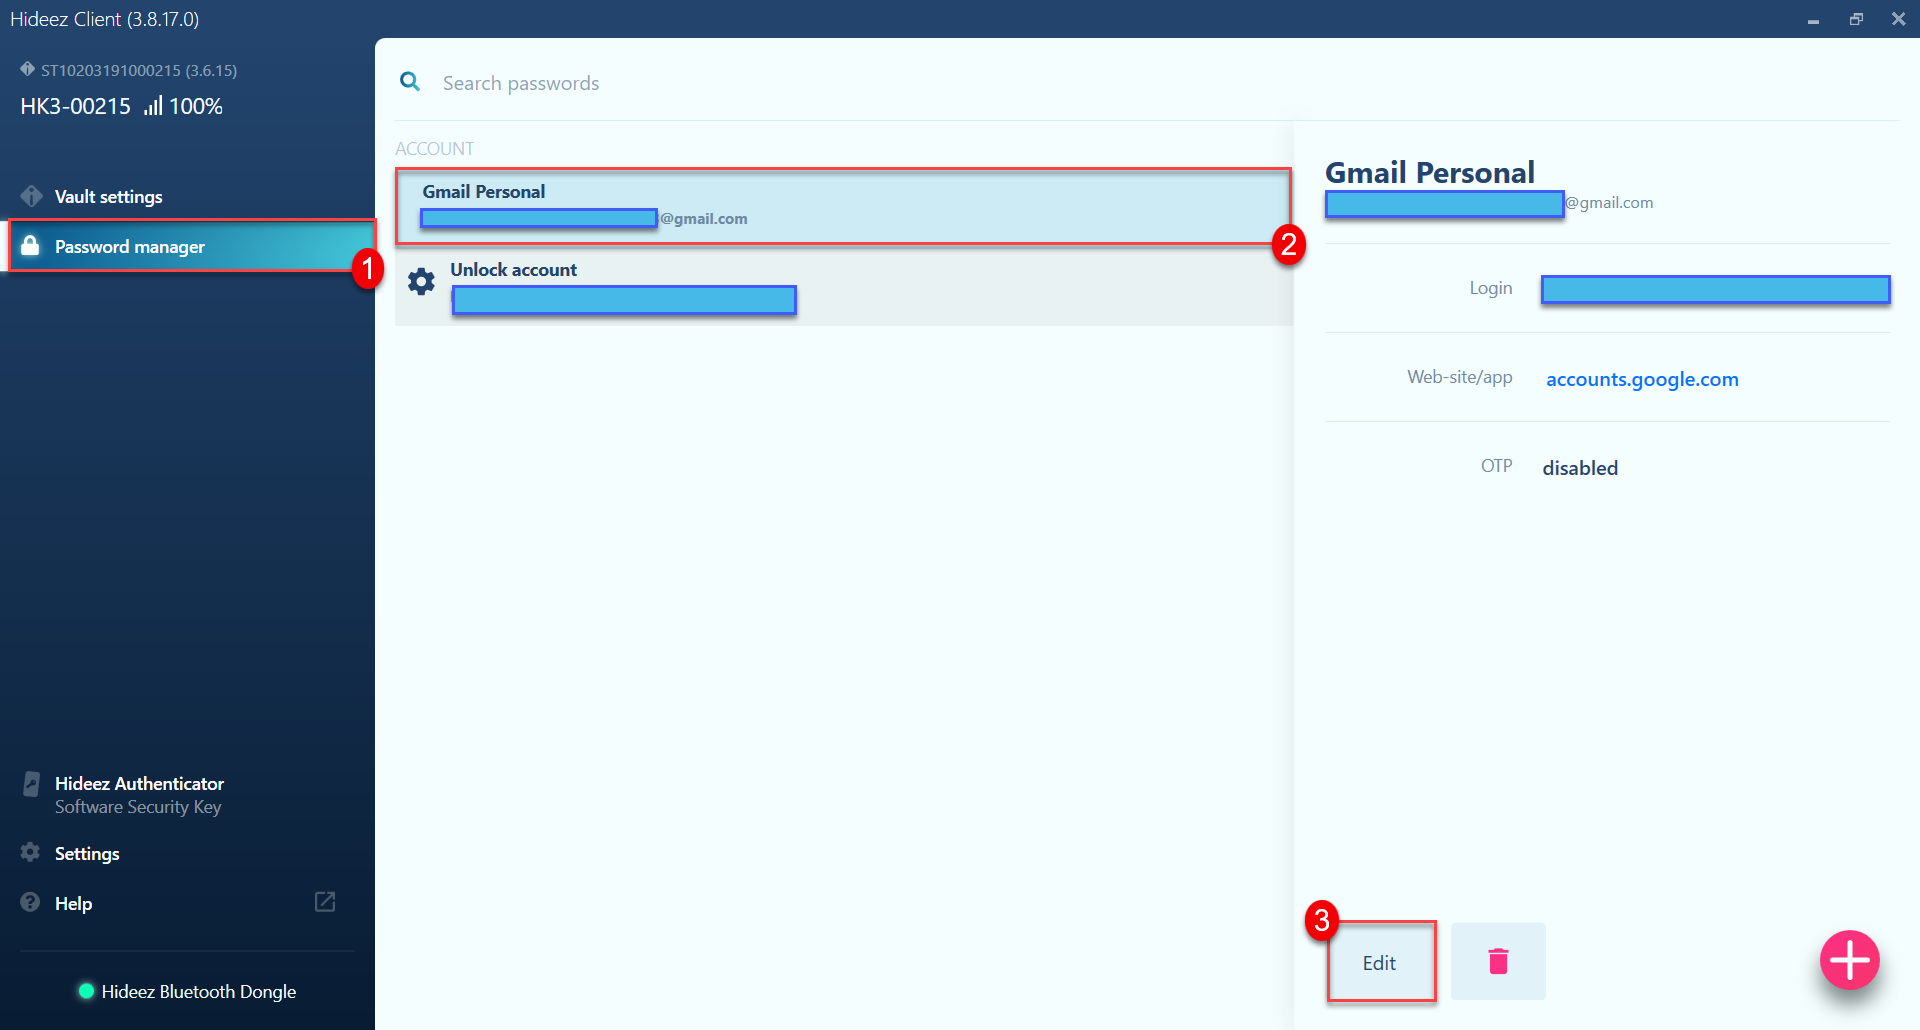 Hideez Client (3.8.17.0)
ST10203191000215 (3.6.15)
HK3-00215 100%
Vault settings
Password manager
1
Hideez Authenticator
Software Security Key
Settings
Help
Hideez Bluetooth Dongle
Search passwords
ACCOUNT
Gmail Personal
@gmail.com
2
Unlock account
Gmail Personal
@gmail.com
Login
Web-site/app accounts.google.com
OTP disabled
3
Edit